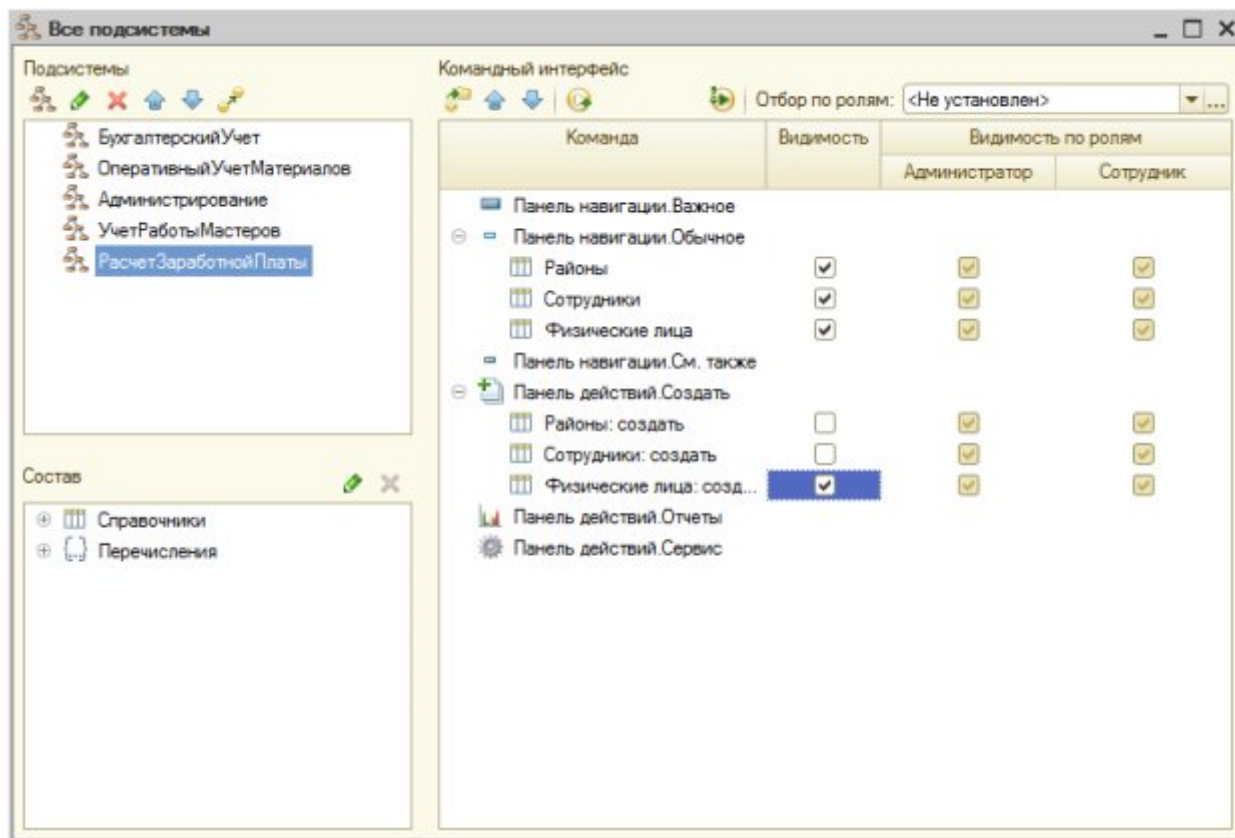 Все подсистемы
Подсистемы
БухгалтерскийУчет
ОперативныйУчетМатериалов
Администрирование
УчетРаботыМастеров
РасчетЗаработнойПлаты
Состав
Справочники
Перечисления
Командный интерфейс
Отбор по ролям: <Не установлен> ...
Команда Видимость Видимость по ролям
Администратор Сотрудник
Панель навигации.Важное
Панель навигации.Обычное
Районы
Сотрудники
Физические лица
Панель навигации.См. также
Панель действий.Создать
Районы: создать
Сотрудники: создать
Физические лица: созд...
Панель действий.Отчеты
Панель действий.Сервис